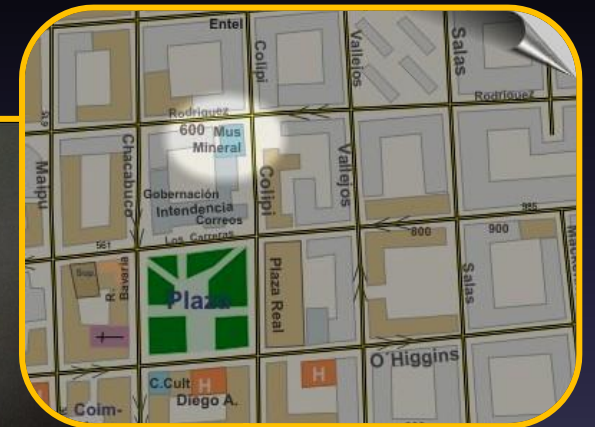 Entel
Colipi
Vallejos
Salas
Rodriguez
Rodriguez
600 Mus
Mineral
Maipu
Chacabuco
Colipi
Vallejos
Gobernación
Intendencia
Correos
Los Carreras
561
800
900
Salas
Sup.
R.
Bavaria
Plaza
Plaza Real
O'Higgins
C.Cult
H
H
Diego A.
Coim-